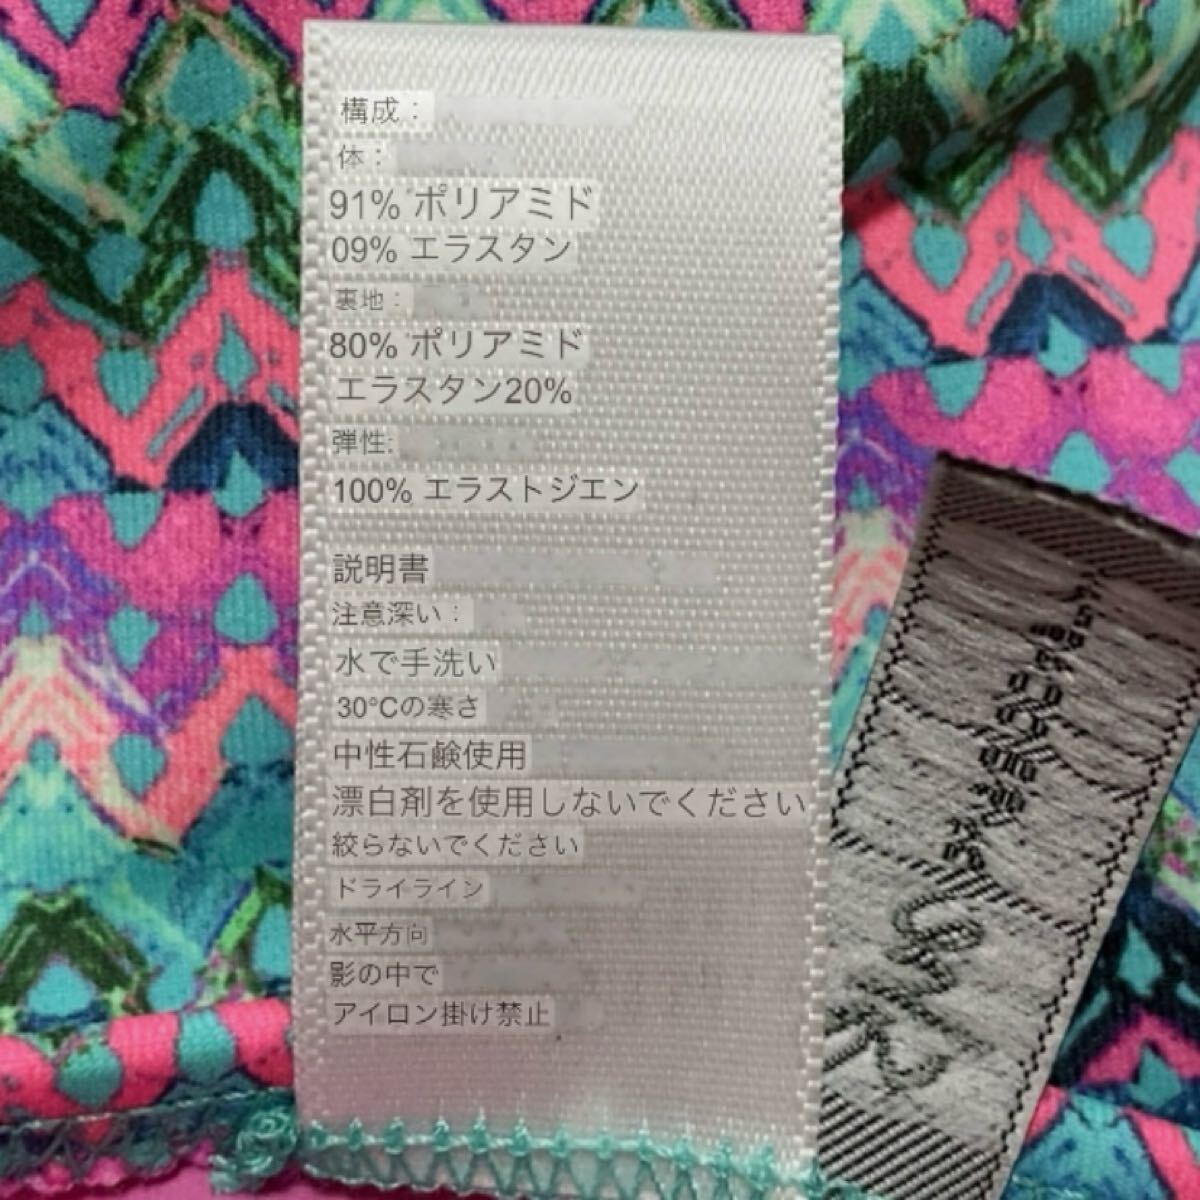 構成：
体：
91% ポリアミド
09% エラスタン
裏地：
80% ポリアミド
エラスタン20%
弾性:
100% エラストジエン
説明書
注意深い：
水で手洗い
30°Cの寒さ
中性石鹸使用
漂白剤を使用しないでください
絞らないでください
ドライライン
水平方向
影の中で
アイロン掛け禁止